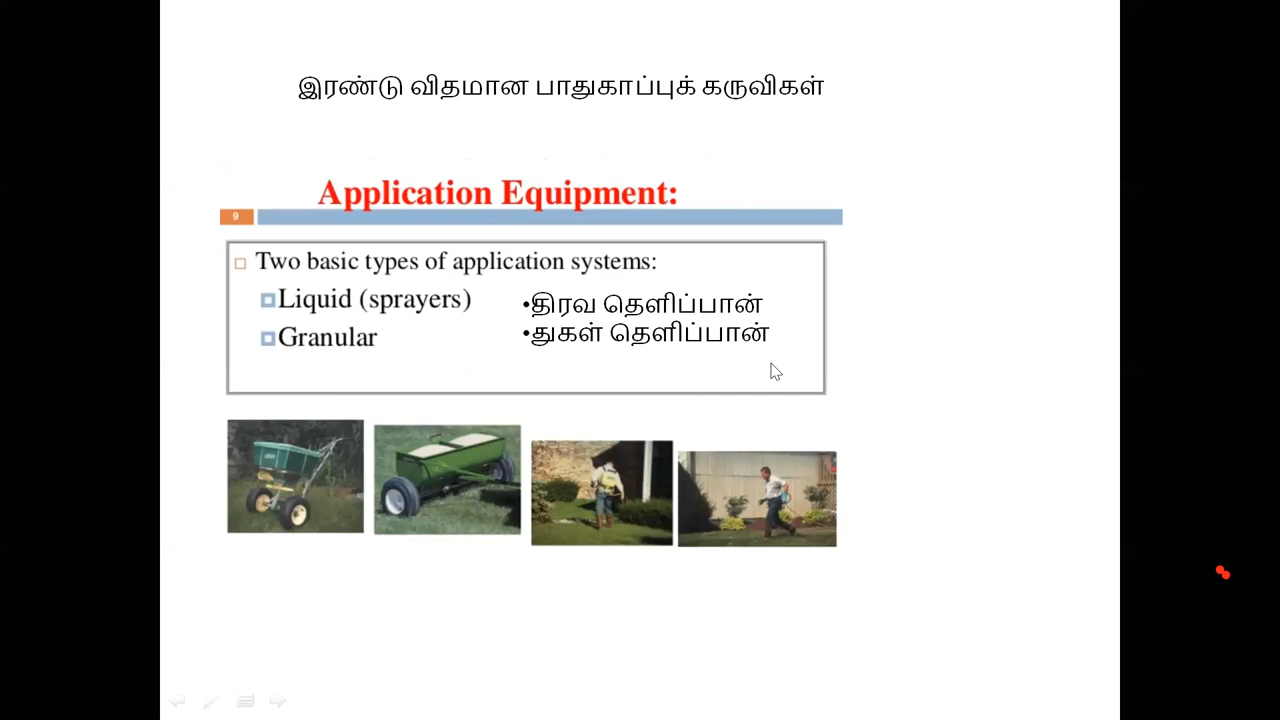 இரண்டு விதமான பாதுகாப்புக் கருவிகள்
Application Equipment:
9
Two basic types of application systems:
Liquid (sprayers)
Granular
•திரவ தெளிப்பான்
•துகள் தெளிப்பான்